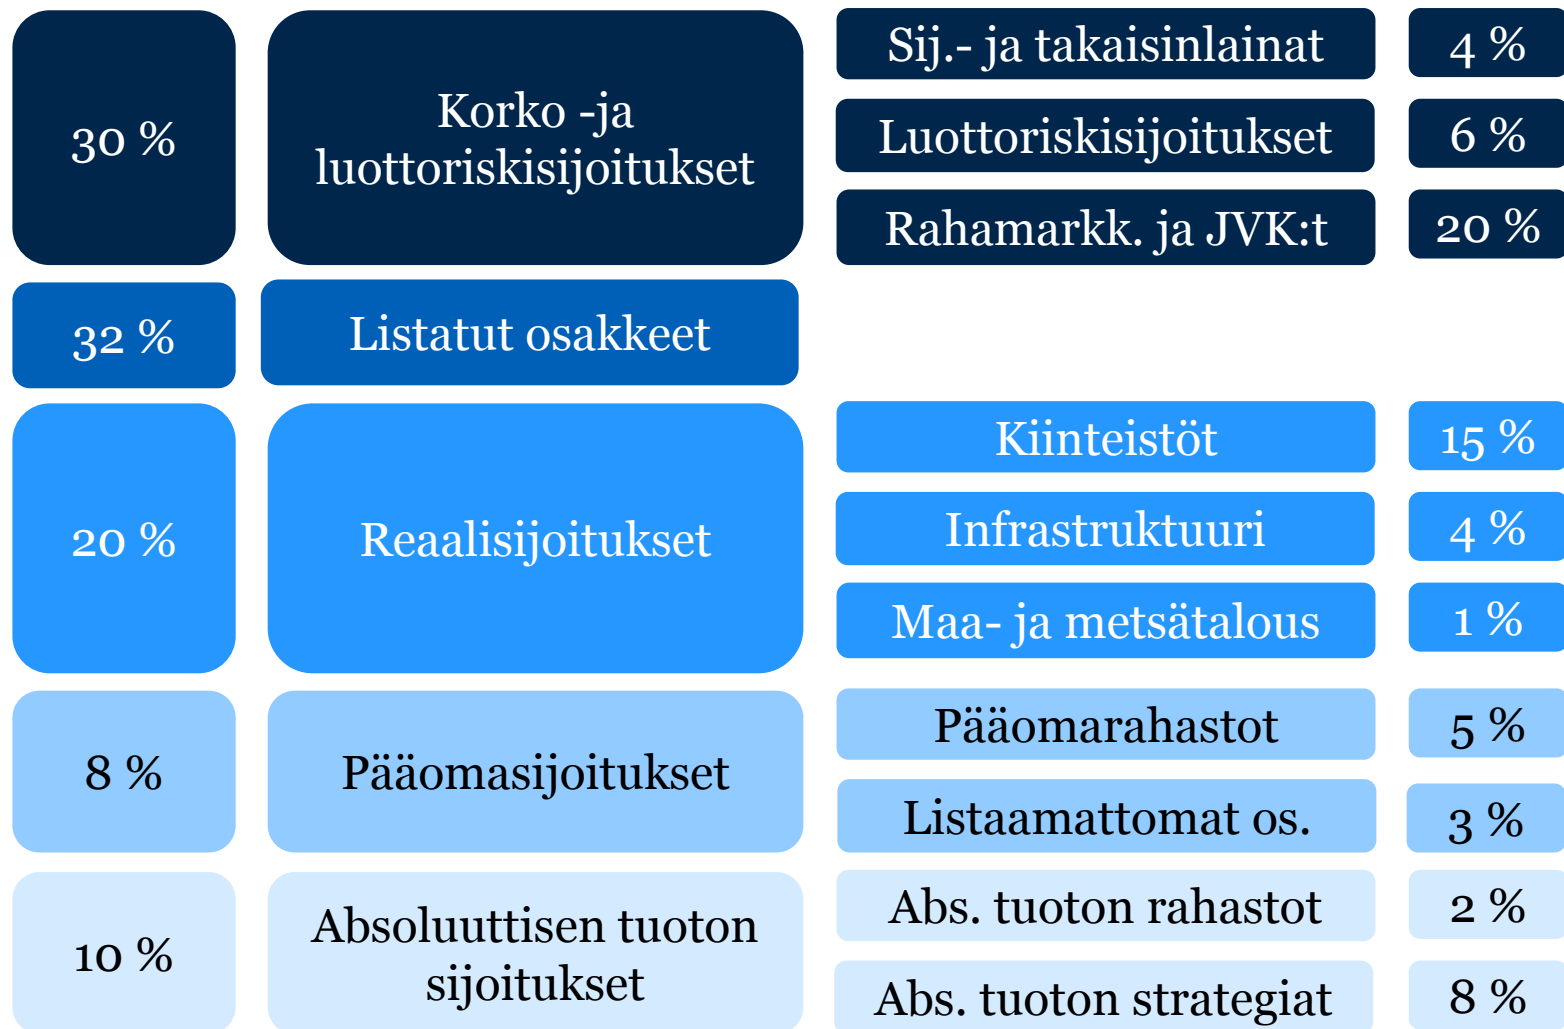 30 %
Korko -ja
luottoriskisijoitukset
Sij.- ja takaisinlainat
4 %
Luottoriskisijoitukset
6 %
Rahamarkk. ja JVK:t
20 %
32 %
Listatut osakkeet
20 %
Reaalisijoitukset
Kiinteistöt
15 %
Infrastruktuuri
4 %
Maa- ja metsätalous
1 %
8 %
Pääomasijoitukset
Pääomarahastot
5 %
Listaamattomat os.
3 %
10 %
Absoluuttisen tuoton
sijoitukset
Abs. tuoton rahastot
2 %
Abs. tuoton strategiat
8 %